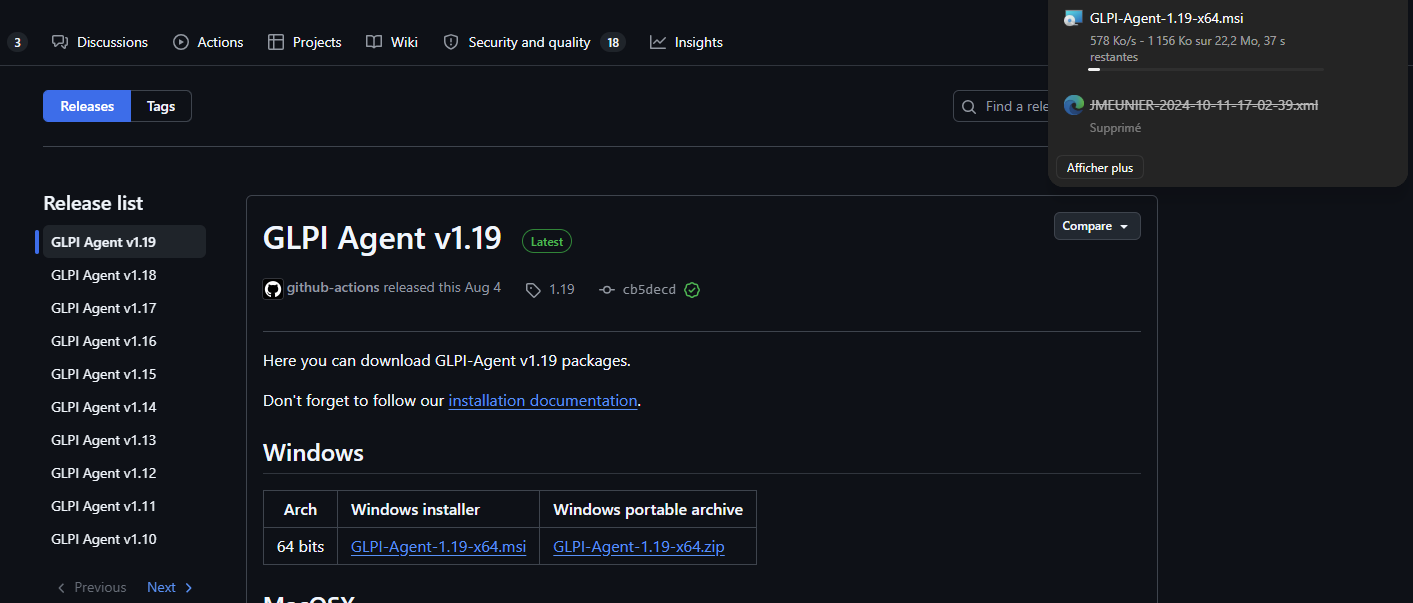 3 Discussions Actions Projects Wiki Security and quality 18 Insights
GLPI-Agent-1.19-x64.msi
578 Ko/s - 1 156 Ko sur 22,2 Mo, 37 s
restantes
JMEUNIER-2024-10-11-17-02-39.xml
Supprimé
Afficher plus
Releases Tags
Find a rele
Release list
GLPI Agent v1.19
GLPI Agent v1.18
GLPI Agent v1.17
GLPI Agent v1.16
GLPI Agent v1.15
GLPI Agent v1.14
GLPI Agent v1.13
GLPI Agent v1.12
GLPI Agent v1.11
GLPI Agent v1.10
Previous Next
GLPI Agent v1.19 Latest
Compare
github-actions released this Aug 4 1.19 cb5decd
Here you can download GLPI-Agent v1.19 packages.
Don't forget to follow our installation documentation.
Windows
Arch Windows installer Windows portable archive
64 bits GLPI-Agent-1.19-x64.msi GLPI-Agent-1.19-x64.zip
MacOSX